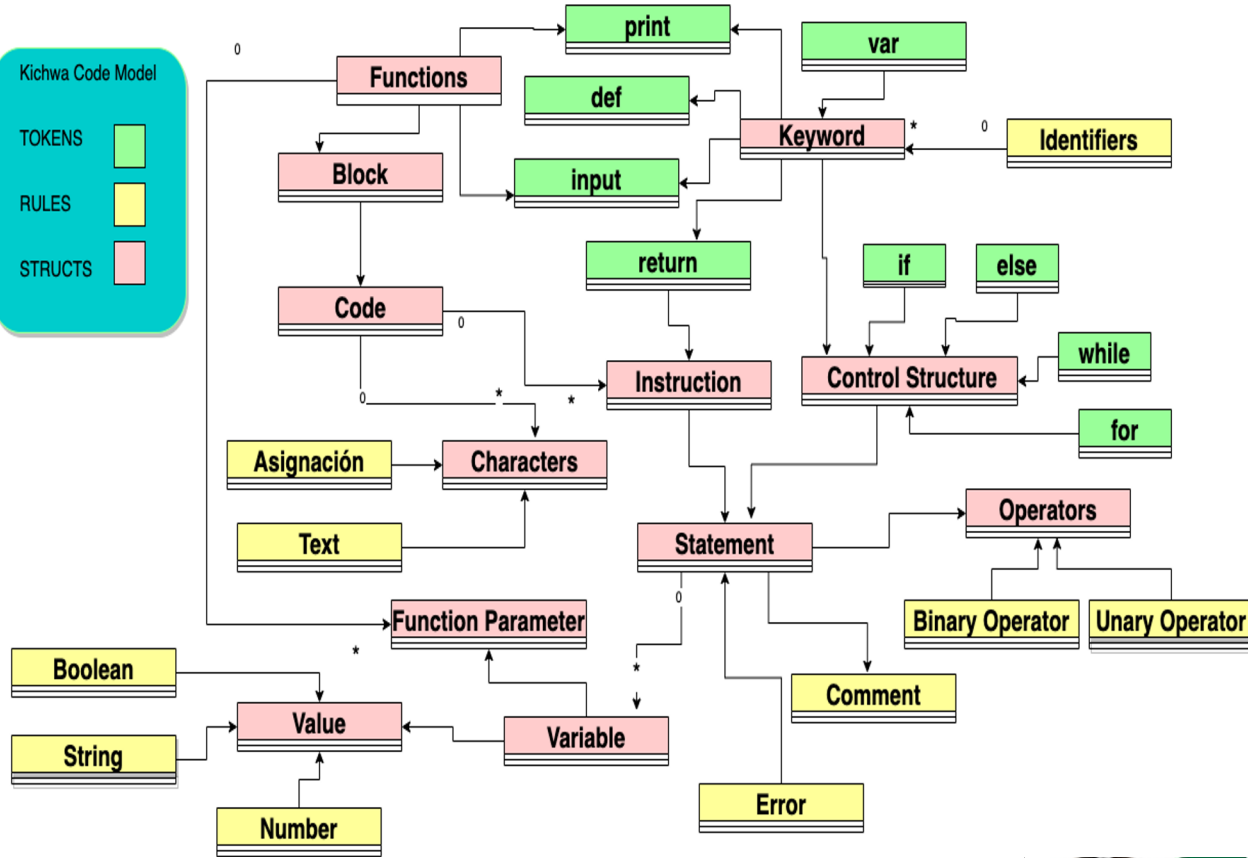 print
0
var
Kichwa Code Model
Functions
def
TOKENS
Keyword
*
0
Identifiers
Block
input
RULES
return
if
else
STRUCTS
Code
0
while
Instruction
Control Structure
0
*
*
for
Asignación
Characters
Operators
Text
Statement
0
Function Parameter
Binary Operator
Unary Operator
*
*
Boolean
Comment
Value
Variable
String
Error
Number